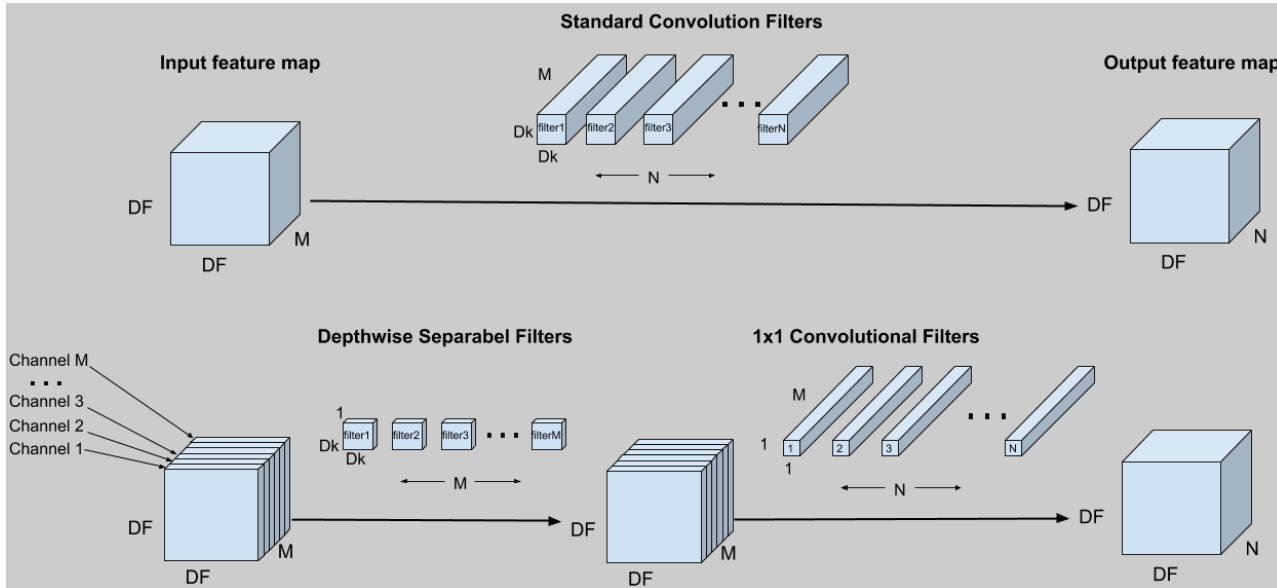 Standard Convolution Filters
Input feature map
Output feature map
M
Dk
filter1
filter2
filter3
...
filterN
Dk
N
DF
M
DF
DF
N
DF
Depthwise Separabel Filters
1x1 Convolutional Filters
Channel M
...
Channel 3
Channel 2
Channel 1
1
Dk
filter1
filter2
filter3
...
filterM
Dk
M
M
1
1
2
3
...
N
1
N
DF
M
DF
DF
M
DF
DF
N
DF